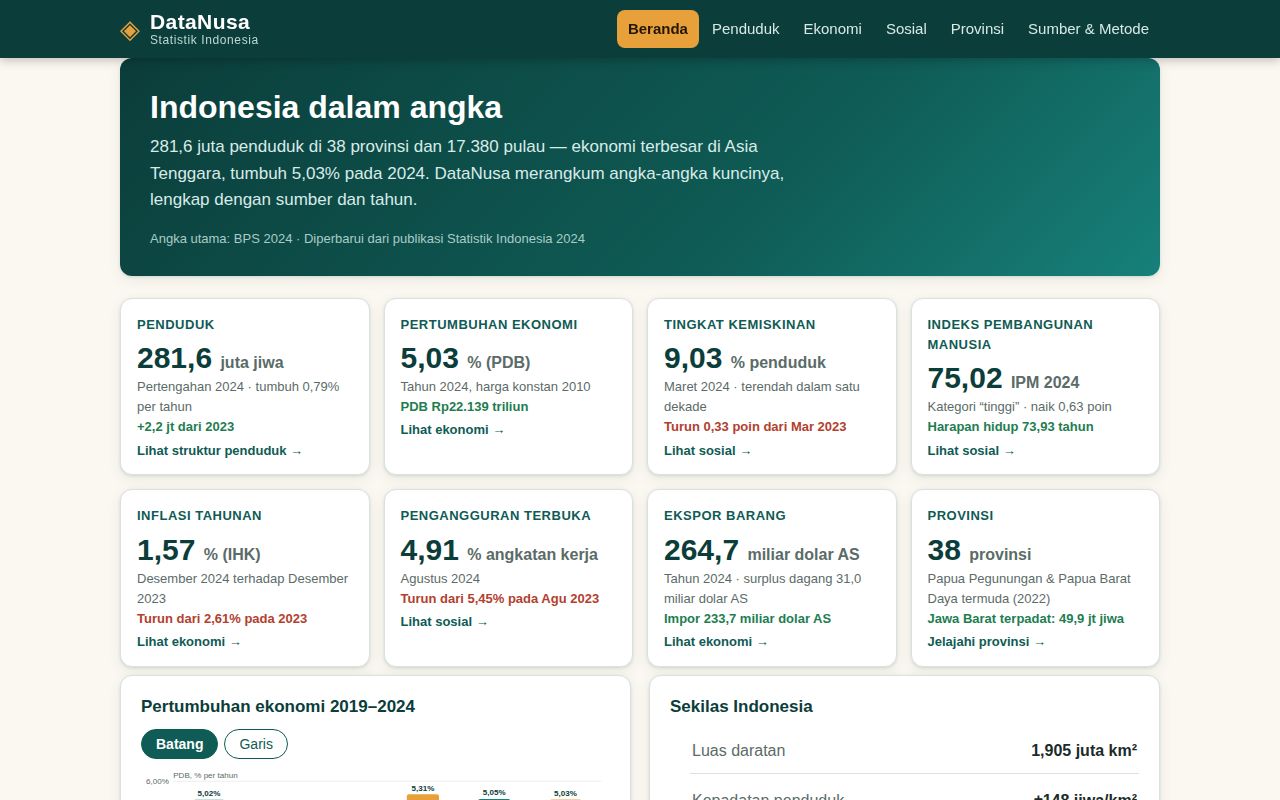 ◈ DataNusa
Statistik Indonesia
Beranda Penduduk Ekonomi Sosial Provinsi Sumber & Metode
Indonesia dalam angka
281,6 juta penduduk di 38 provinsi dan 17.380 pulau — ekonomi terbesar di Asia
Tenggara, tumbuh 5,03% pada 2024. DataNusa merangkum angka-angka kuncinya,
lengkap dengan sumber dan tahun.
Angka utama: BPS 2024 · Diperbarui dari publikasi Statistik Indonesia 2024
PENDUDUK
281,6 juta jiwa
Pertengahan 2024 · tumbuh 0,79%
per tahun
+2,2 jt dari 2023
Lihat struktur penduduk →
PERTUMBUHAN EKONOMI
5,03 % (PDB)
Tahun 2024, harga konstan 2010
PDB Rp22.139 triliun
Lihat ekonomi →
TINGKAT KEMISKINAN
9,03 % penduduk
Maret 2024 · terendah dalam satu
dekade
Turun 0,33 poin dari Mar 2023
Lihat sosial →
INDEKS PEMBANGUNAN
MANUSIA
75,02 IPM 2024
Kategori “tinggi” · naik 0,63 poin
Harapan hidup 73,93 tahun
Lihat sosial →
INFLASI TAHUNAN
1,57 % (IHK)
Desember 2024 terhadap Desember
2023
Turun dari 2,61% pada 2023
Lihat ekonomi →
PENGANGGURAN TERBUKA
4,91 % angkatan kerja
Agustus 2024
Turun dari 5,45% pada Agu 2023
Lihat sosial →
EKSPOR BARANG
264,7 miliar dolar AS
Tahun 2024 · surplus dagang 31,0
miliar dolar AS
Impor 233,7 miliar dolar AS
Lihat ekonomi →
PROVINSI
38 provinsi
Papua Pegunungan & Papua Barat
Daya termuda (2022)
Jawa Barat terpadat: 49,9 jt jiwa
Jelajahi provinsi →
Pertumbuhan ekonomi 2019–2024
Batang Garis
PDB, % per tahun
6,00%
5,02% 5,31% 5,05% 5,03%
Sekilas Indonesia
Luas daratan 1,905 juta km²
Kepadatan penduduk ±148 jiwa/km²